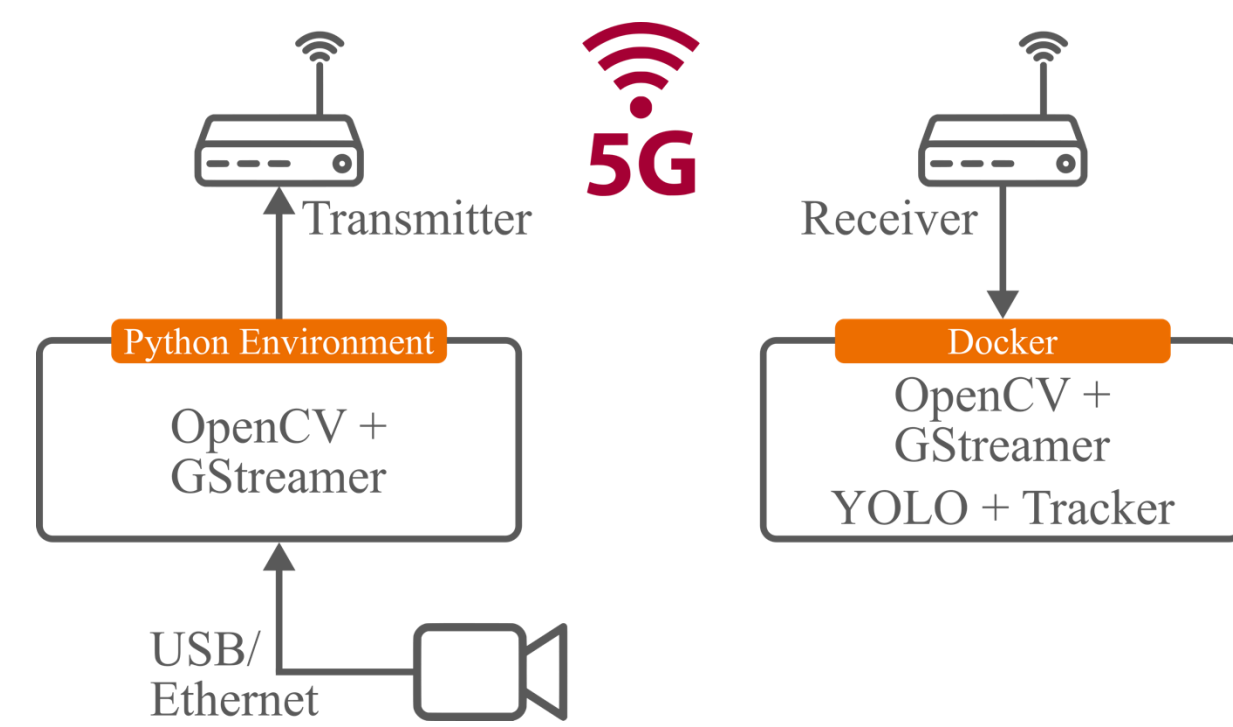 5G
Transmitter
Receiver
Python Environment
OpenCV +
GStreamer
Docker
OpenCV +
GStreamer
YOLO + Tracker
USB/
Ethernet